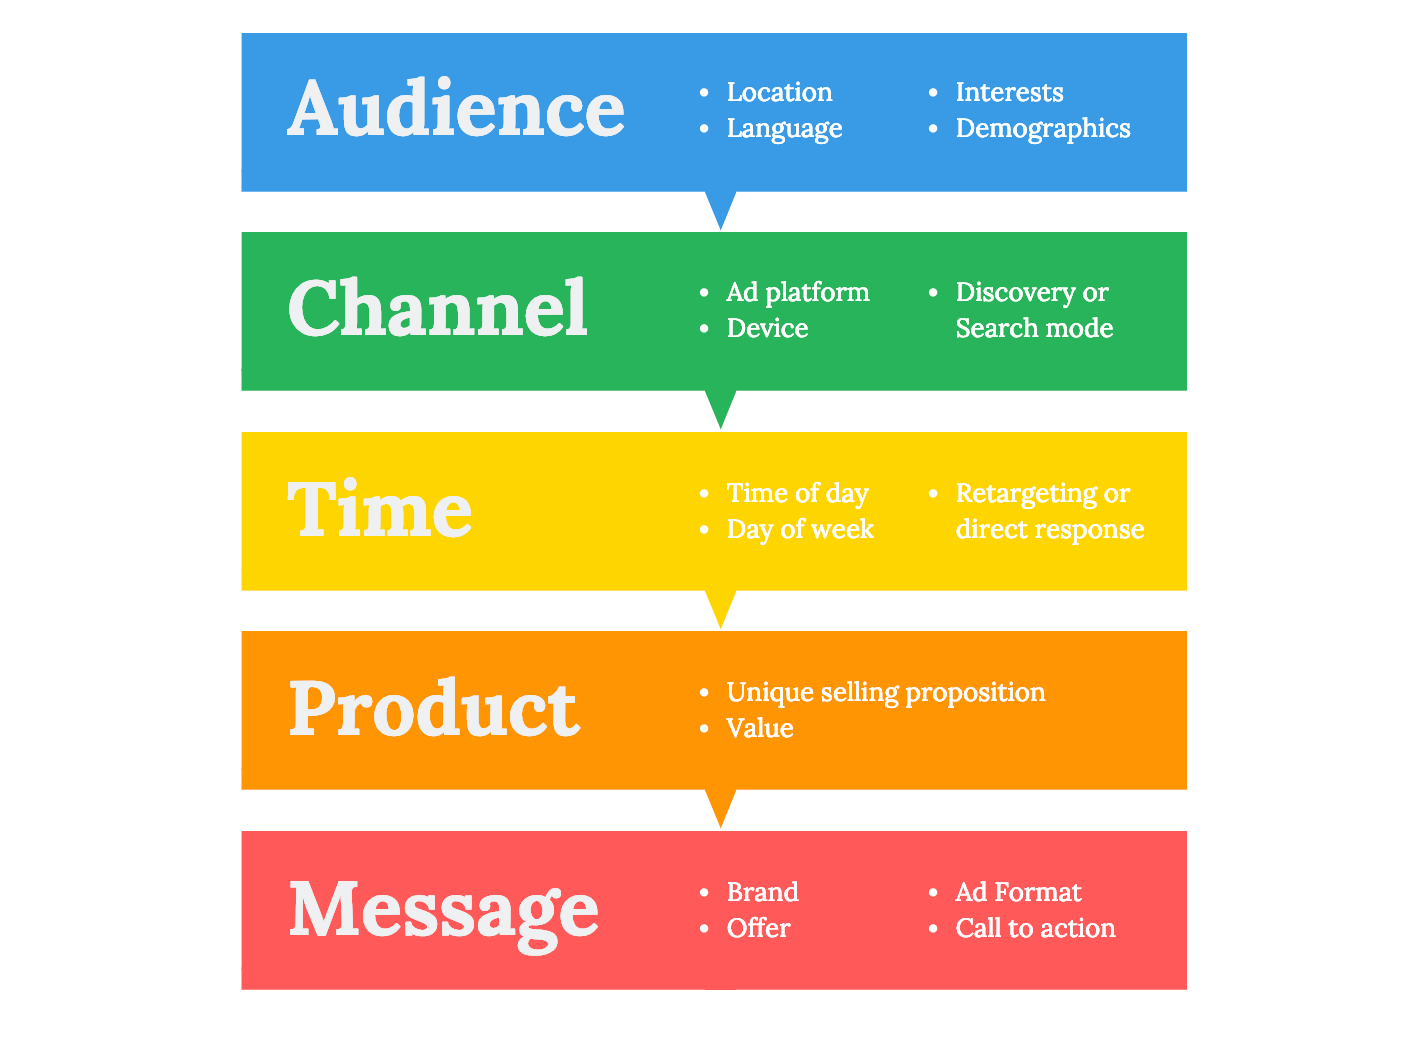 Audience
• Location
• Language
• Interests
• Demographics
Channel
• Ad platform
• Device
• Discovery or
Search mode
Time
• Time of day
• Day of week
• Retargeting or
direct response
Product
• Unique selling proposition
• Value
Message
• Brand
• Offer
• Ad Format
• Call to action